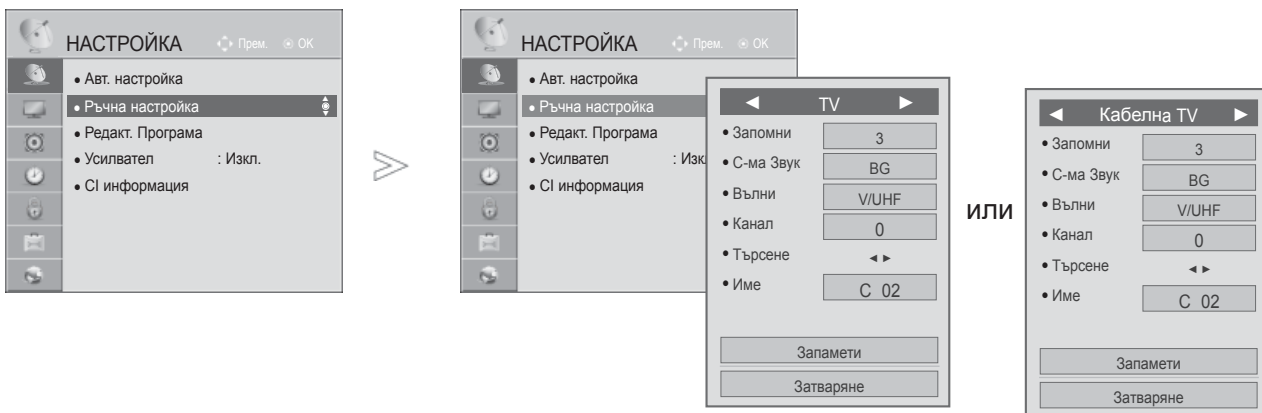 НАСТРОЙКА Прем. OK
• Авт. настройка
• Ръчна настройка
• Редакт. Програма
• Усилвател : Изкл.
• CI информация
НАСТРОЙКА Прем. OK
• Авт. настройка
• Ръчна настройка
• Редакт. Програма
• Усилвател : Изк
• CI информация
◄ TV ►
• Запомни 3
• С-ма Звук BG
• Вълни V/UHF
• Канал 0
• Търсене ◄ ►
• Име C 02
Запамети
Затваряне
или
◄ Кабелна TV ►
• Запомни 3
• С-ма Звук BG
• Вълни V/UHF
• Канал 0
• Търсене ◄ ►
• Име C 02
Запамети
Затваряне